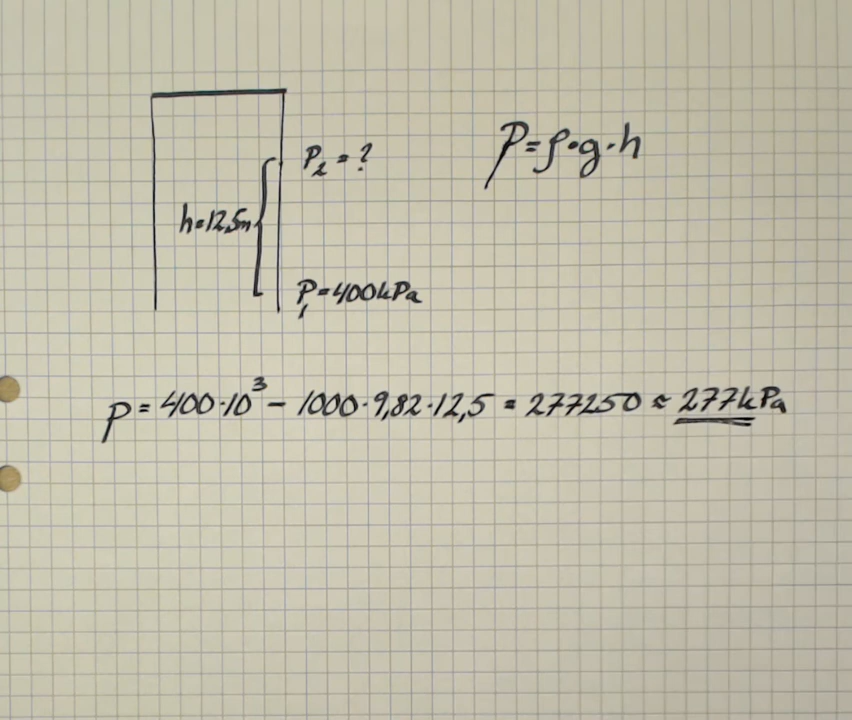 P₂ = ?
P = ρ·g·h
h=12,5m
P₁=400kPa
P = 400·10³ - 1000·9,82·12,5 = 277250 ≈ 277kPa